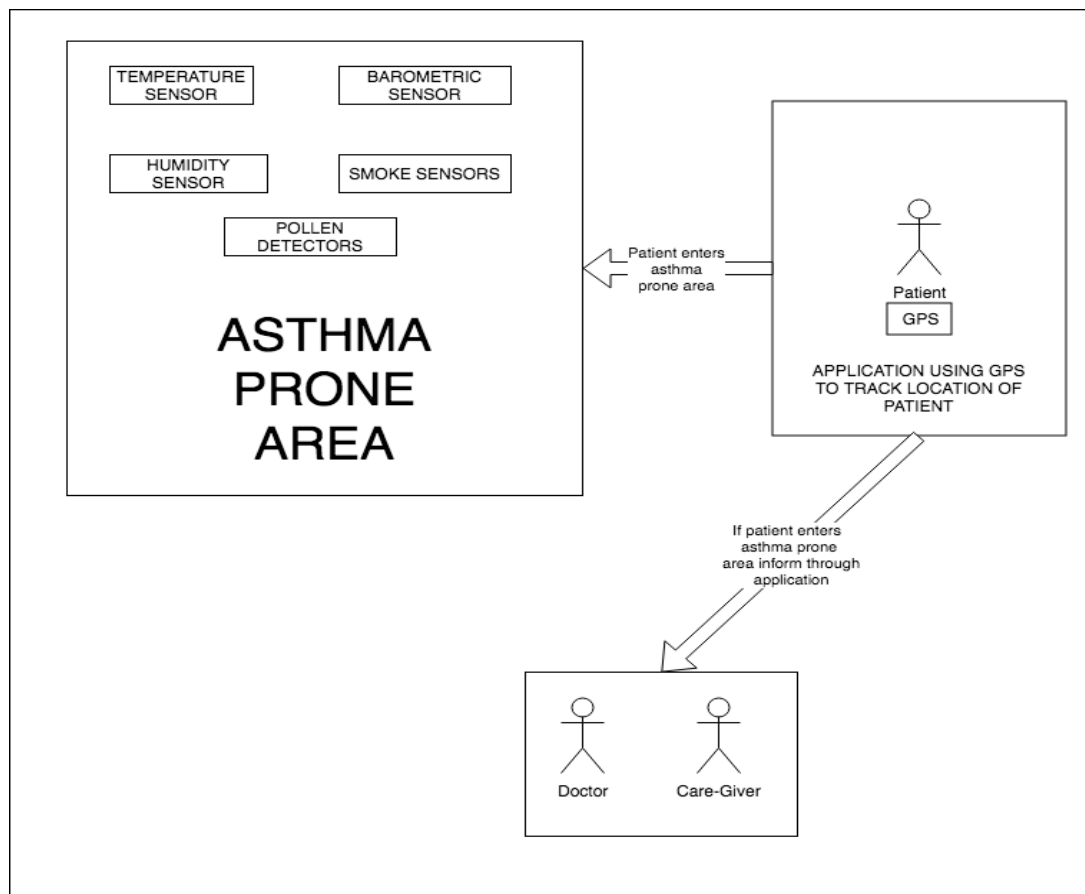 TEMPERATURE
SENSOR
BAROMETRIC
SENSOR
HUMIDITY
SENSOR
SMOKE SENSORS
POLLEN
DETECTORS
ASTHMA
PRONE
AREA
Patient enters
asthma
prone area
Patient
GPS
APPLICATION USING GPS
TO TRACK LOCATION OF
PATIENT
If patient enters
asthma prone
area inform through
application
Doctor
Care-Giver